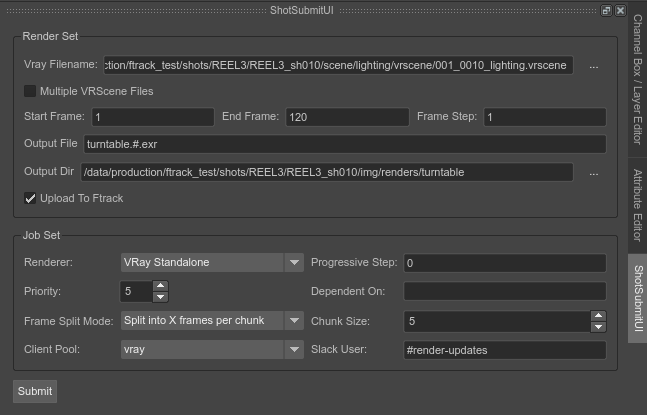 ShotSubmitUI
Render Set
Vray Filename: ction/ftrack_test/shots/REEL3/REEL3_sh010/scene/lighting/vrscene/001_0010_lighting.vrscene ...
Multiple VRScene Files
Start Frame: 1 End Frame: 120 Frame Step: 1
Output File turntable.#.exr
Output Dir /data/production/ftrack_test/shots/REEL3/REEL3_sh010/img/renders/turntable ...
Upload To Ftrack
Job Set
Renderer: VRay Standalone Progressive Step: 0
Priority: 5 Dependent On:
Frame Split Mode: Split into X frames per chunk Chunk Size: 5
Client Pool: vray Slack User: #render-updates
Submit
Channel Box / Layer Editor
Attribute Editor
ShotSubmitUI